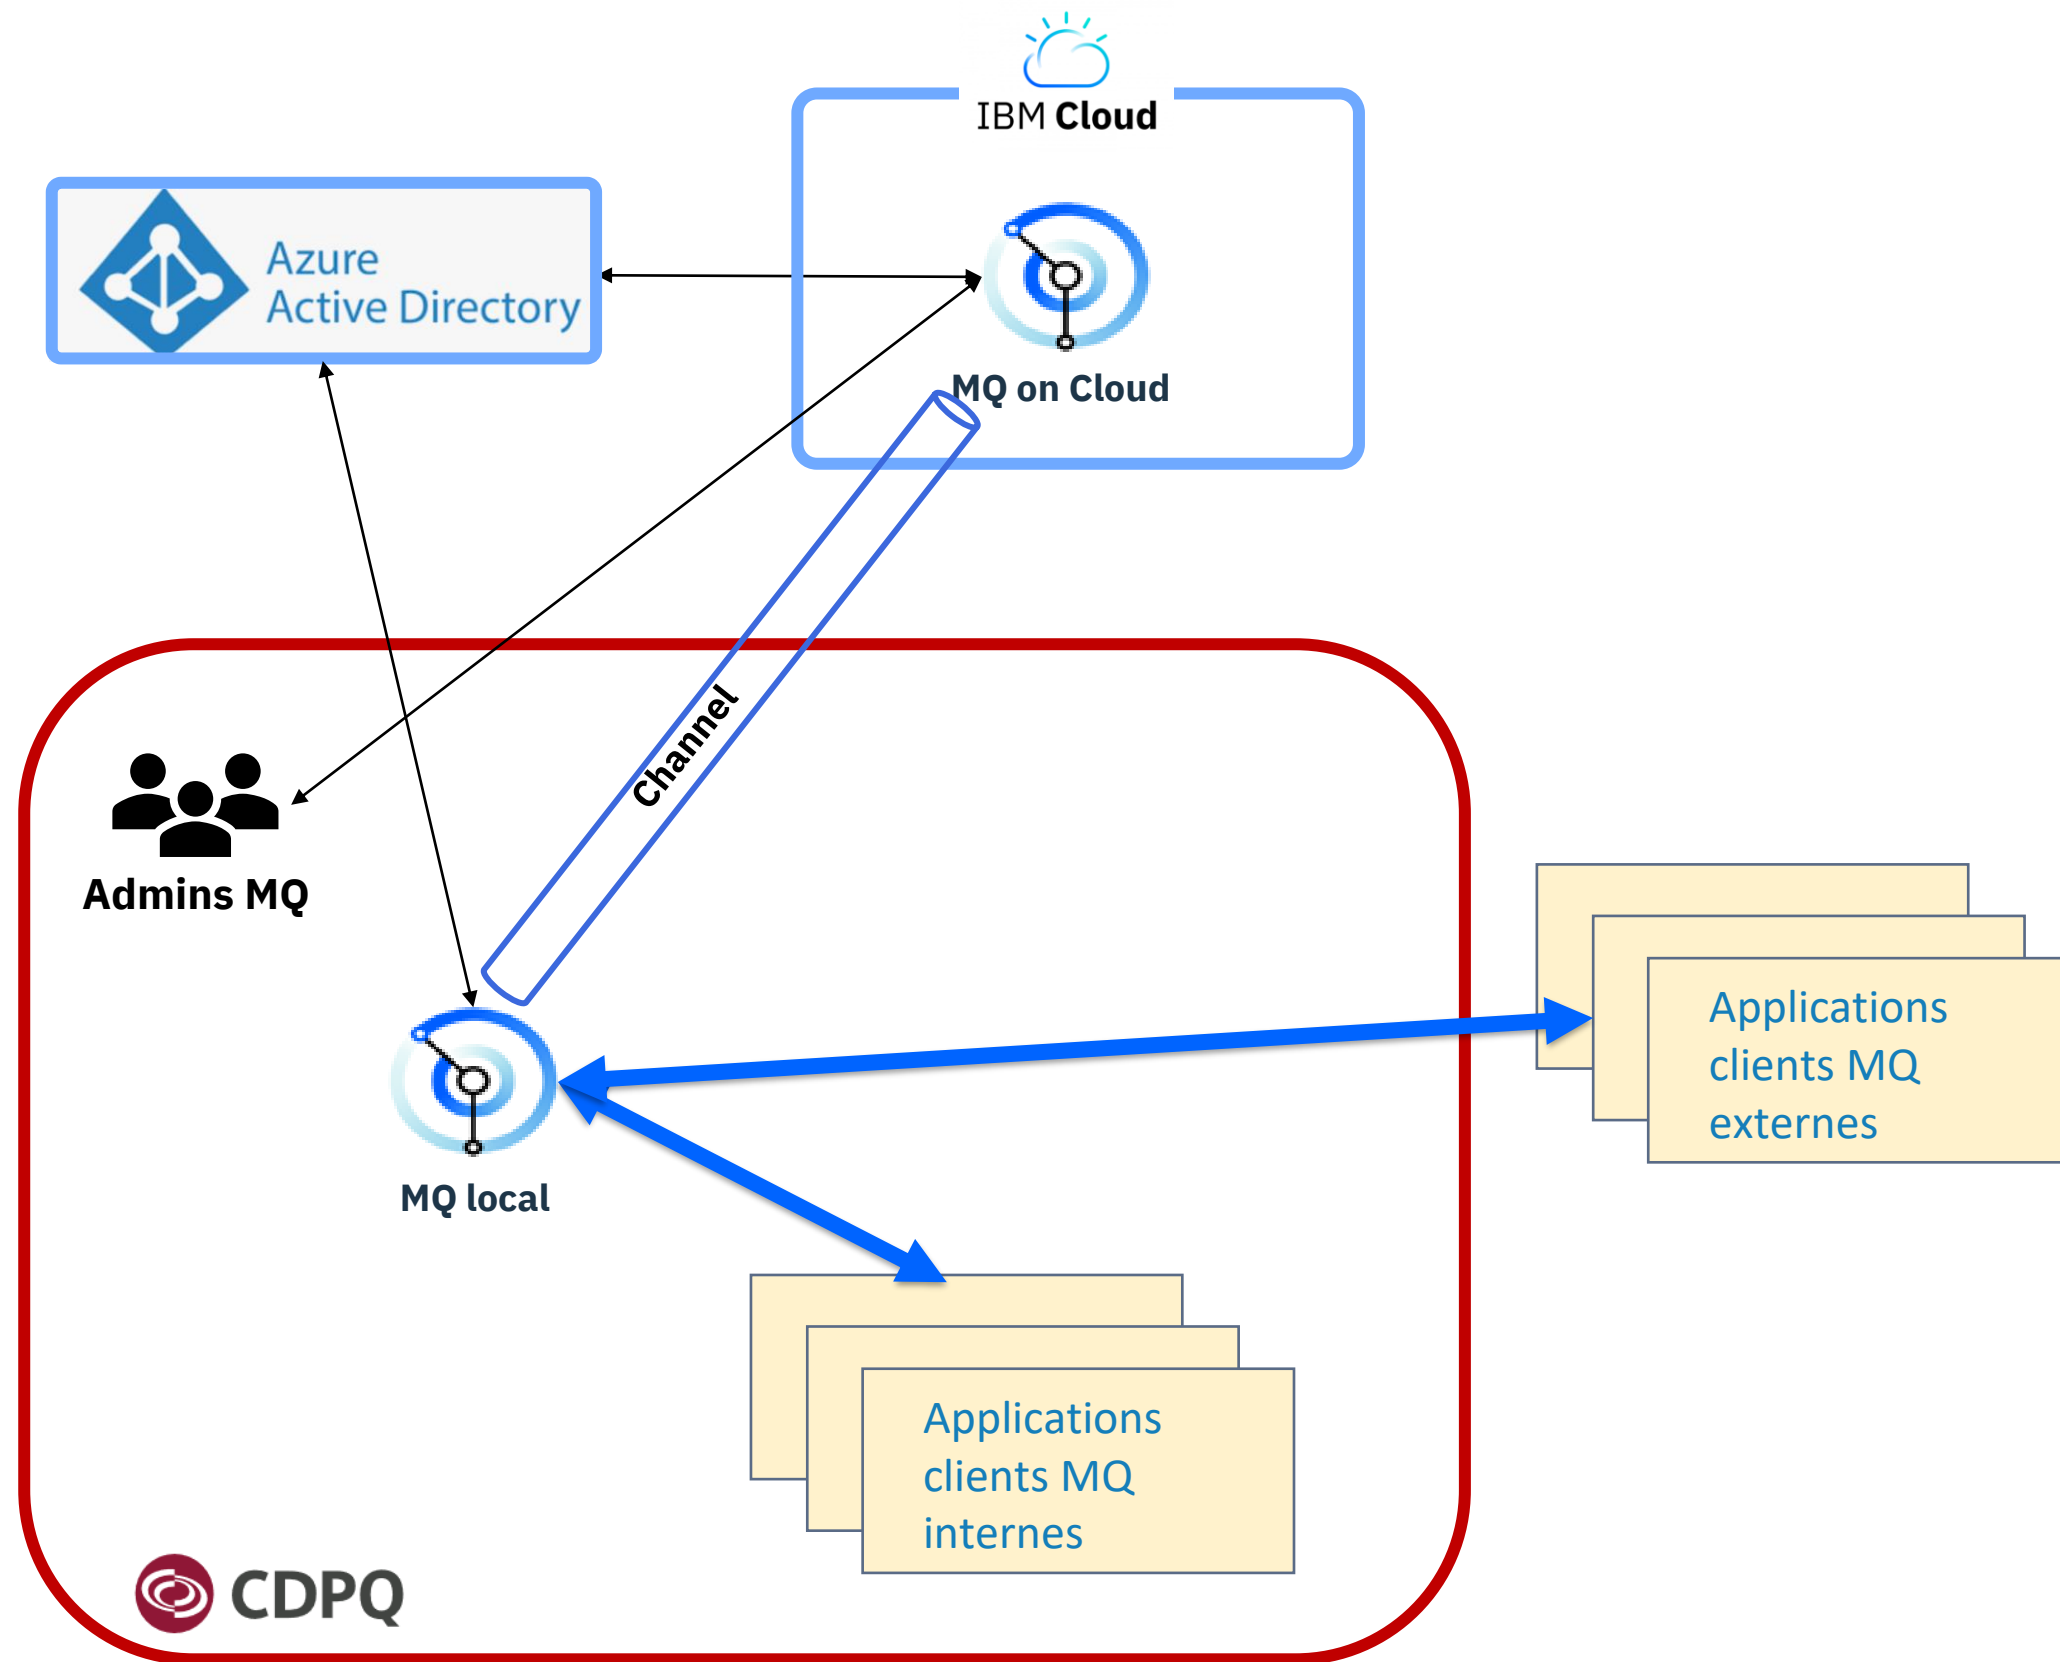 IBM Cloud
Azure
Active Directory
MQ on Cloud
Channel
Admins MQ
MQ local
Applications
clients MQ
externes
Applications
clients MQ
internes
CDPQ